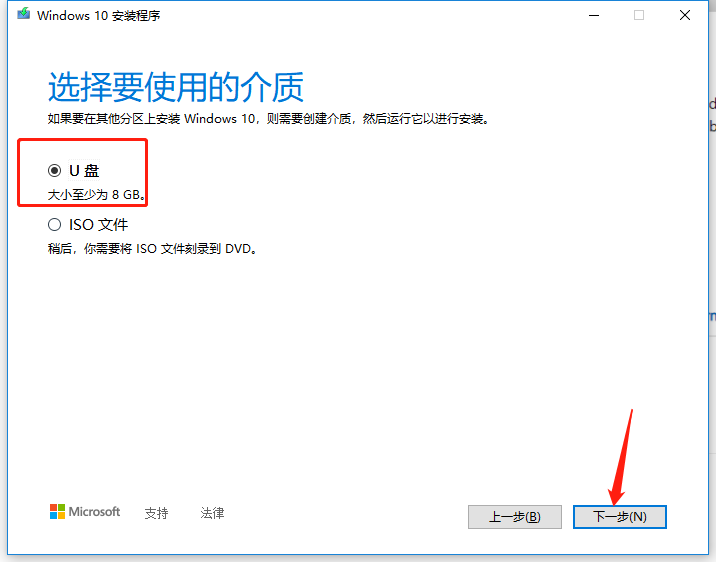 Windows 10 安装程序
选择要使用的介质
如果要在其他分区上安装 Windows 10，则需要创建介质，然后运行它以进行安装。
U 盘
大小至少为 8 GB。
ISO 文件
稍后，你需要将 ISO 文件刻录到 DVD。
Microsoft 支持 法律 上一步(B) 下一步(N)